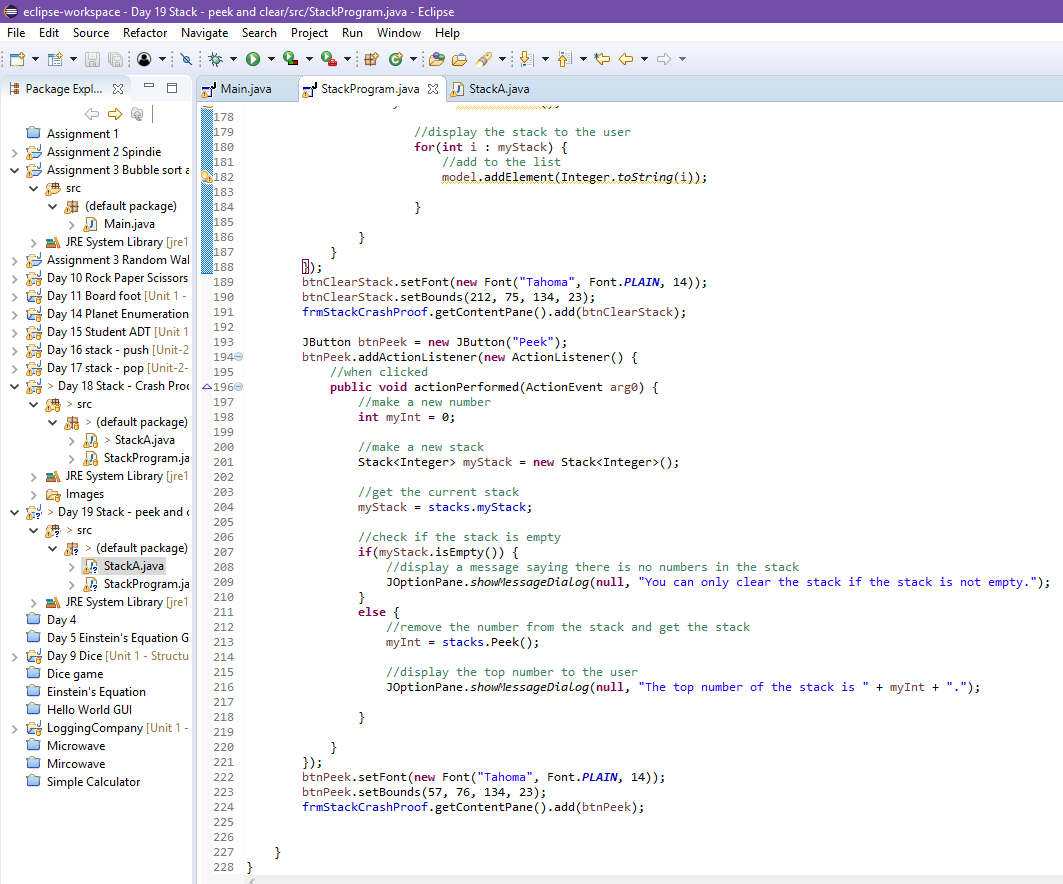 eclipse-workspace - Day 19 Stack - peek and clear/src/StackProgram.java - Eclipse
File Edit Source Refactor Navigate Search Project Run Window Help
Package Expl...
Main.java StackProgram.java StackA.java
Assignment 1
Assignment 2 Spindie
Assignment 3 Bubble sort a
src
(default package)
Main.java
JRE System Library [jre1
Assignment 3 Random Wal
Day 10 Rock Paper Scissors
Day 11 Board foot [Unit 1 -
Day 14 Planet Enumeration
Day 15 Student ADT [Unit 1
Day 16 stack - push [Unit-2
Day 17 stack - pop [Unit-2-
> Day 18 Stack - Crash Proo
> src
> (default package)
> StackA.java
StackProgram.ja
JRE System Library [jre1
Images
> Day 19 Stack - peek and c
> src
> (default package)
StackA.java
StackProgram.ja
JRE System Library [jre1
Day 4
Day 5 Einstein's Equation G
Day 9 Dice [Unit 1 - Structu
Dice game
Einstein's Equation
Hello World GUI
LoggingCompany [Unit 1 -
Microwave
Mircowave
Simple Calculator
178
179 //display the stack to the user
180 for(int i : myStack) {
181 //add to the list
182 model.addElement(Integer.toString(i));
183
184 }
185
186 }
187 }
188 });
189 btnClearStack.setFont(new Font("Tahoma", Font.PLAIN, 14));
190 btnClearStack.setBounds(212, 75, 134, 23);
191 frmStackCrashProof.getContentPane().add(btnClearStack);
192
193 JButton btnPeek = new JButton("Peek");
194 btnPeek.addActionListener(new ActionListener() {
195 //when clicked
196 public void actionPerformed(ActionEvent arg0) {
197 //make a new number
198 int myInt = 0;
199
200 //make a new stack
201 Stack<Integer> myStack = new Stack<Integer>();
202
203 //get the current stack
204 myStack = stacks.myStack;
205
206 //check if the stack is empty
207 if(myStack.isEmpty()) {
208 //display a message saying there is no numbers in the stack
209 JOptionPane.showMessageDialog(null, "You can only clear the stack if the stack is not empty.");
210 }
211 else {
212 //remove the number from the stack and get the stack
213 myInt = stacks.Peek();
214
215 //display the top number to the user
216 JOptionPane.showMessageDialog(null, "The top number of the stack is " + myInt + ".");
217
218 }
219
220 }
221 });
222 btnPeek.setFont(new Font("Tahoma", Font.PLAIN, 14));
223 btnPeek.setBounds(57, 76, 134, 23);
224 frmStackCrashProof.getContentPane().add(btnPeek);
225
226
227 }
228 }